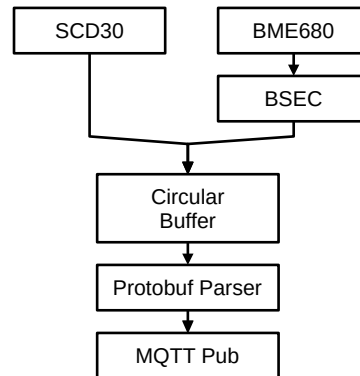 SCD30
BME680
BSEC
Circular
Buffer
Protobuf Parser
MQTT Pub